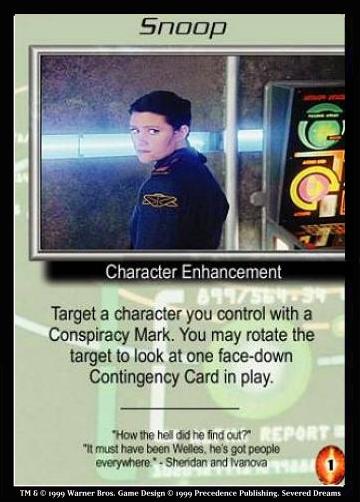 Snoop
Character Enhancement
Target a character you control with a
Conspiracy Mark. You may rotate the
target to look at one face-down
Contingency Card in play.
"How the hell did he find out?"
"It must have been Welles, he's got people
everywhere." - Sheridan and Ivanova
1
TM & © 1999 Warner Bros. Game Design © 1999 Precedence Publishing. Severed Dreams